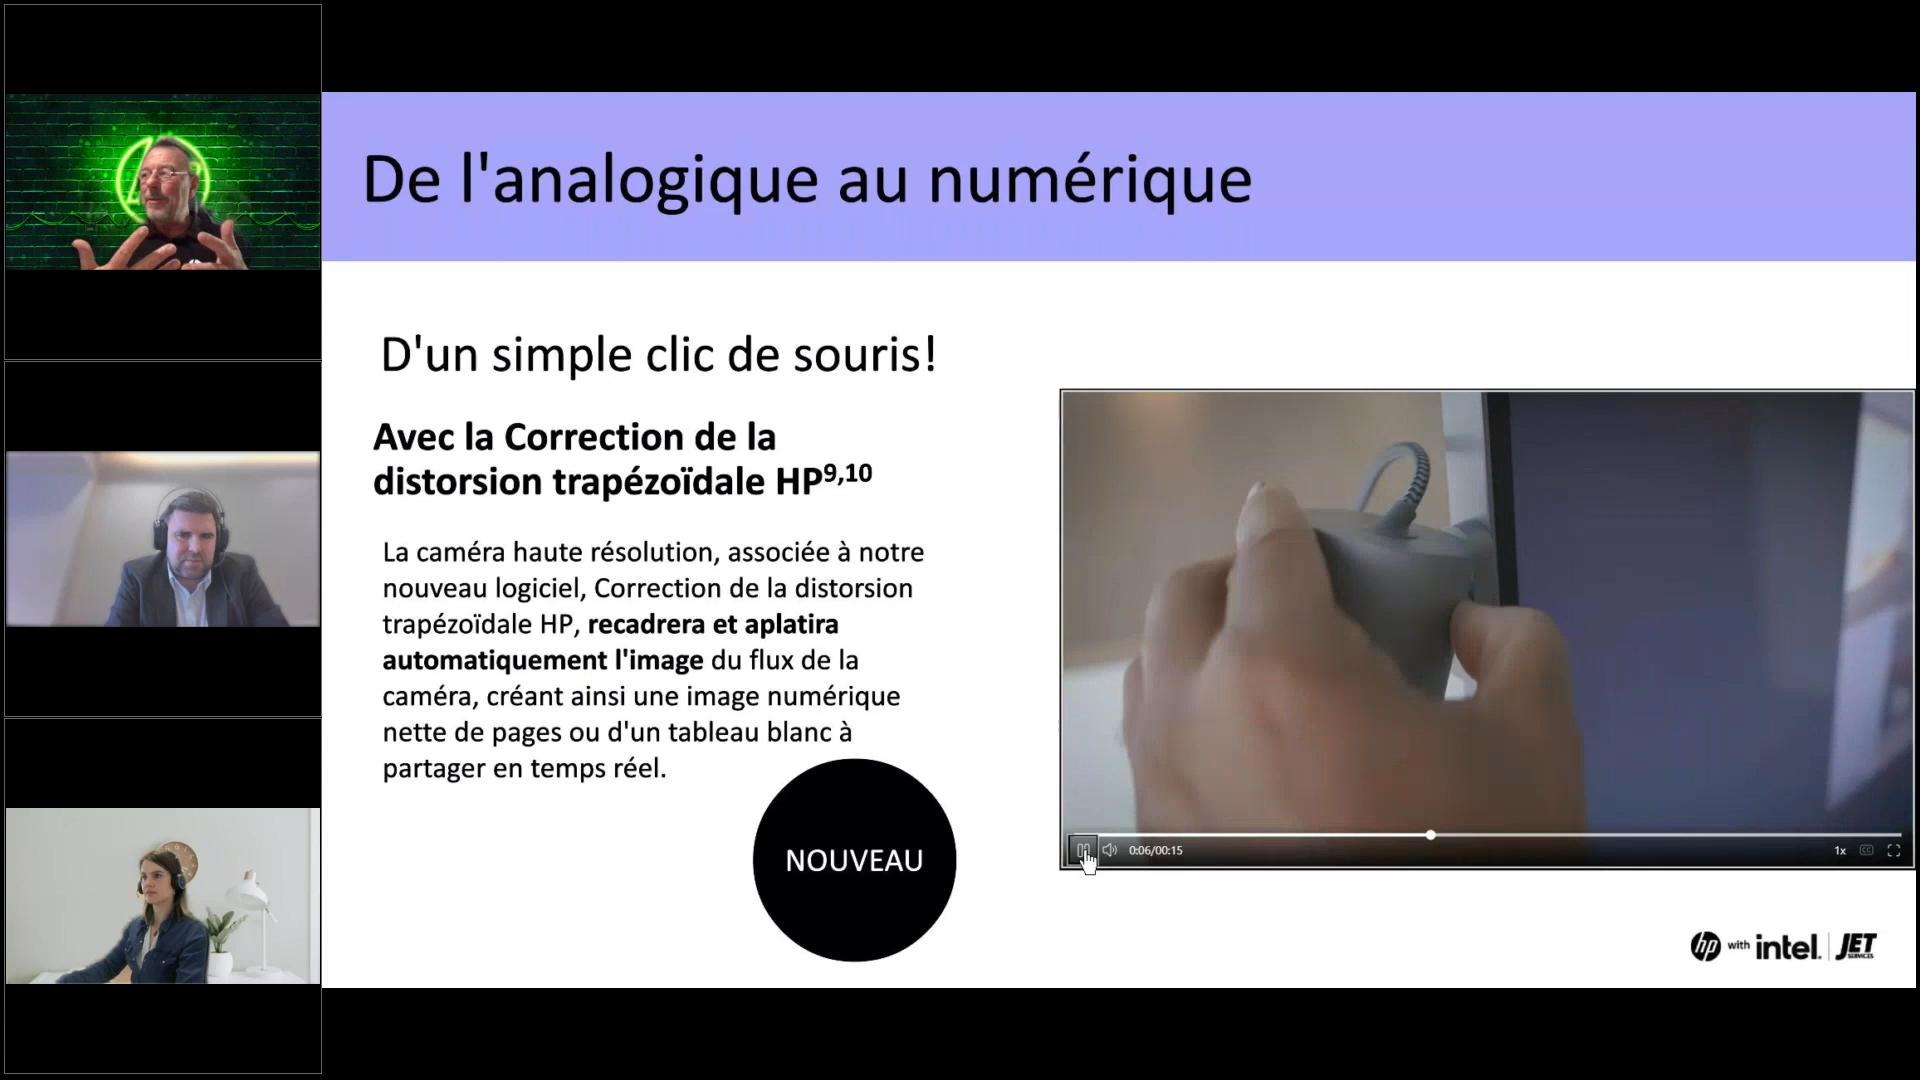 De l'analogique au numérique
D'un simple clic de souris!
Avec la Correction de la
distorsion trapézoïdale HP9,10
La caméra haute résolution, associée à notre
nouveau logiciel, Correction de la distorsion
trapézoïdale HP, recadrera et aplatira
automatiquement l'image du flux de la
caméra, créant ainsi une image numérique
nette de pages ou d'un tableau blanc à
partager en temps réel.
NOUVEAU
0:06/00:15
1x
CC
hp with intel. | JET
SERVICES